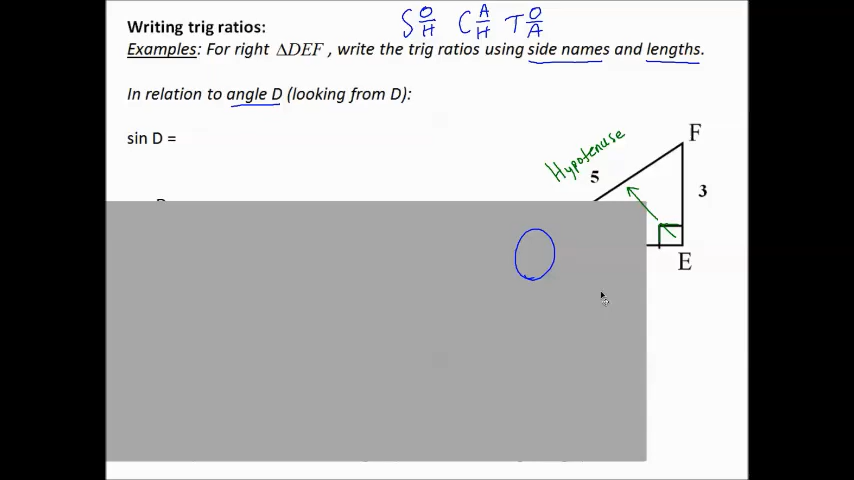 Writing trig ratios: S O/H C A/H T O/A
Examples: For right ΔDEF , write the trig ratios using side names and lengths.
In relation to angle D (looking from D):
sin D =
F
Hypotenuse
5
3
E